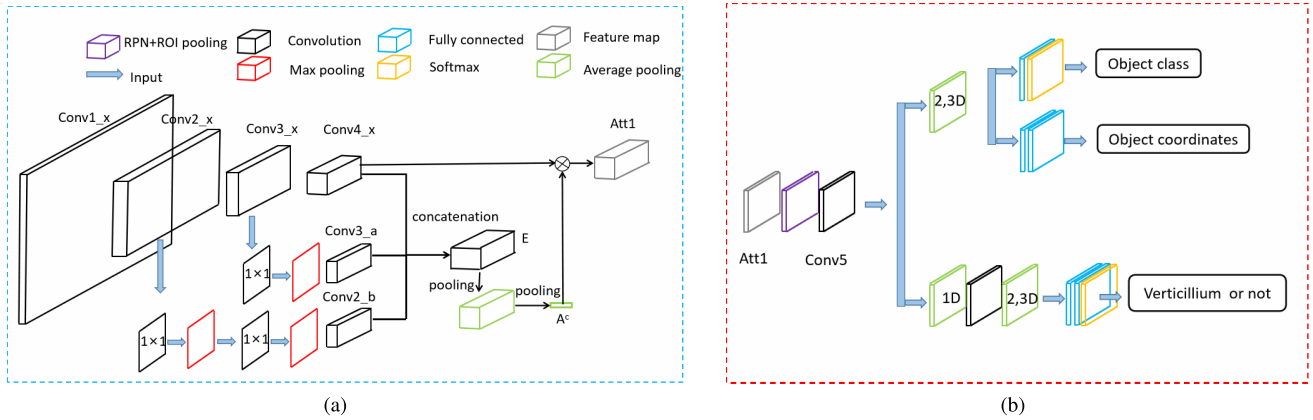 RPN+ROI pooling
Convolution
Fully connected
Feature map
Input
Max pooling
Softmax
Average pooling
Conv1_x
Conv2_x
Conv3_x
Conv4_x
Att1
concatenation
Conv3_a
E
1×1
pooling
Conv2_b
pooling
A^c
1×1
1×1
(a)
2,3D
Object class
Object coordinates
Att1
Conv5
1D
2,3D
Verticillium or not
(b)